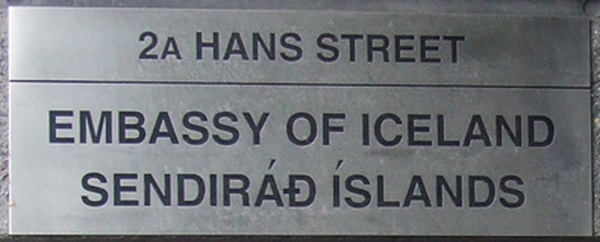 2A HANS STREET
EMBASSY OF ICELAND
SENDIRÁÐ ÍSLANDS